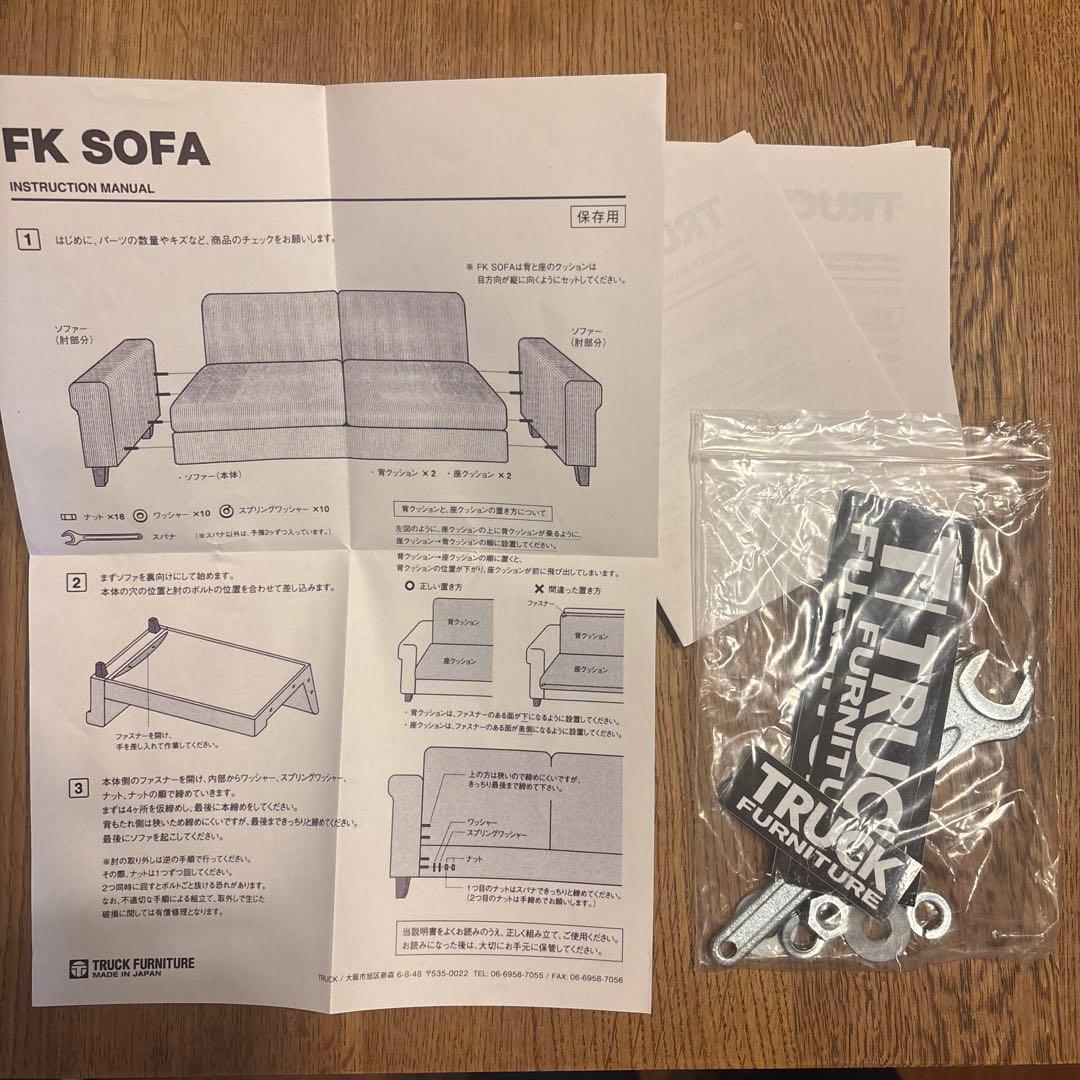 FK SOFA
INSTRUCTION MANUAL
保存用
1 はじめに、パーツの数量やキズなど、商品のチェックをお願いします。
※ FK SOFAは背と座のクッションは
目方向が縦に向くようにセットしてください。
ソファー
(肘部分)
ソファー
(肘部分)
・ソファー(本体)
・背クッション ×2 ・座クッション ×2
ナット×18 ワッシャー×10 スプリングワッシャー×10
スパナ (※スパナ以外は、予備2ヶずつ入っています。)
背クッションと、座クッションの置き方について
左図のように、座クッションの上に背クッションが乗るように、
座クッション→背クッションの順に設置してください。
背クッション→座クッションの順に置くと、
背クッションの位置が下がり、座クッションが前に飛び出してしまいます。
正しい置き方
間違った置き方
ファスナー
背クッション
座クッション
背クッション
座クッション
・背クッションは、ファスナーのある面が下になるように設置してください。
・座クッションは、ファスナーのある面が奥側になるように設置してください。
2 まずソファを裏向けにして始めます。
本体の穴の位置と肘のボルトの位置を合わせて差し込みます。
ファスナーを開け、
手を差し入れて作業してください。
3 本体側のファスナーを開け、内部からワッシャー、スプリングワッシャー、
ナット、ナットの順で締めていきます。
まずは4ヶ所を仮締めし、最後に本締めをしてください。
背もたれ側は狭いため締めにくいですが、最後まできっちりと締めてください。
最後にソファを起こしてください。
※肘の取り外しは逆の手順で行ってください。
その際、ナットは1つずつ回してください。
2つ同時に回すとボルトごと抜ける恐れがあります。
なお、不適切な手順による組立て、取外しで生じた
破損に関しては有償修理となります。
上の方は狭いので締めにくいですが、
きっちり最後まで締めて下さい。
ワッシャー
スプリングワッシャー
ナット
1つ目のナットはスパナできっちりと締めてください。
(2つ目のナットは手締めでお願いします。)
当説明書をよくお読みのうえ、正しく組み立て、ご使用ください。
お読みになった後は、大切にお手元に保管してください。
TRUCK FURNITURE
MADE IN JAPAN
TRUCK / 大阪市旭区新森 6-8-48 〒535-0022 TEL: 06-6958-7055 / FAX: 06-6958-7056
TRUCK
FURNITURE
TRUCK
FURNITURE